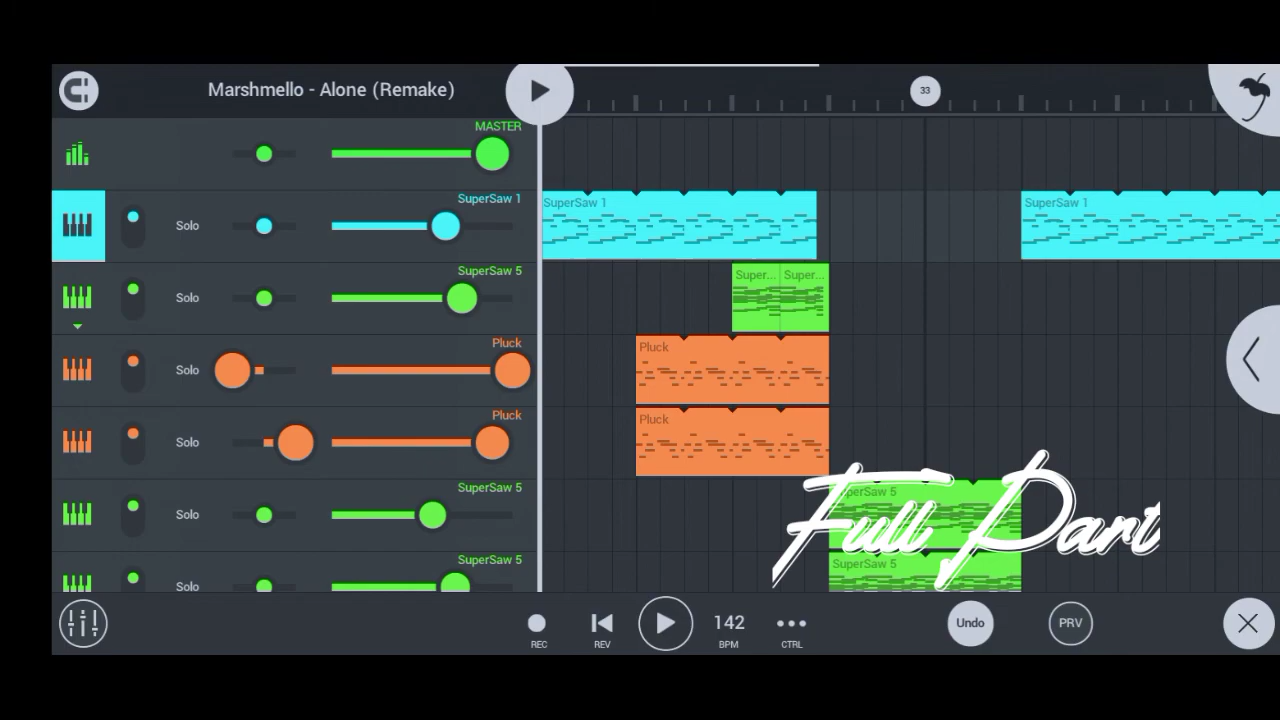 Marshmello - Alone (Remake)
33
MASTER
SuperSaw 1
Solo
SuperSaw 1
SuperSaw 1
SuperSaw 5
Solo
Super... Super...
Pluck
Solo
Pluck
Pluck
Solo
Pluck
SuperSaw 5
Solo
SuperSaw 5
Full Part
SuperSaw 5
Solo
SuperSaw 5
REC
REV
142
BPM
CTRL
Undo
PRV